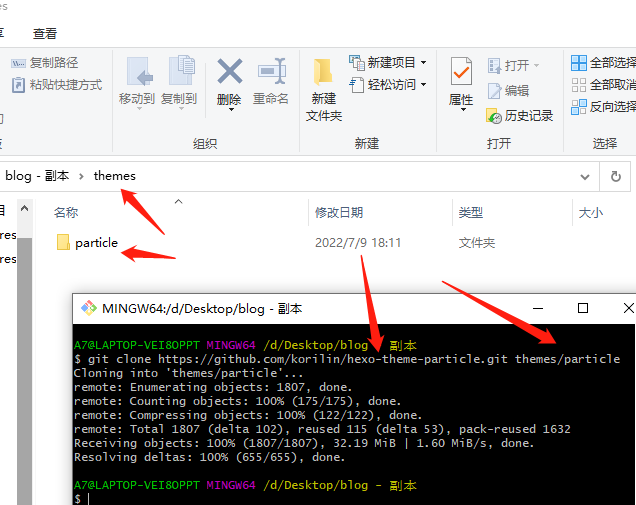 es
享 查看
复制路径
粘贴快捷方式
移动到 复制到 删除 重命名
新建
文件夹
新建项目
轻松访问
属性
打开
编辑
历史记录
全部选择
全部取消
反向选择
组织 新建 打开 选择
blog - 副本 themes
名称 修改日期 类型 大小
particle 2022/7/9 18:11 文件夹
res
res
MINGW64:/d/Desktop/blog - 副本
A7@LAPTOP-VEI8OPPT MINGW64 /d/Desktop/blog - 副本
$ git clone https://github.com/korilin/hexo-theme-particle.git themes/particle
Cloning into 'themes/particle'...
remote: Enumerating objects: 1807, done.
remote: Counting objects: 100% (175/175), done.
remote: Compressing objects: 100% (122/122), done.
remote: Total 1807 (delta 102), reused 115 (delta 53), pack-reused 1632
Receiving objects: 100% (1807/1807), 32.19 MiB | 1.60 MiB/s, done.
Resolving deltas: 100% (655/655), done.
A7@LAPTOP-VEI8OPPT MINGW64 /d/Desktop/blog - 副本
$